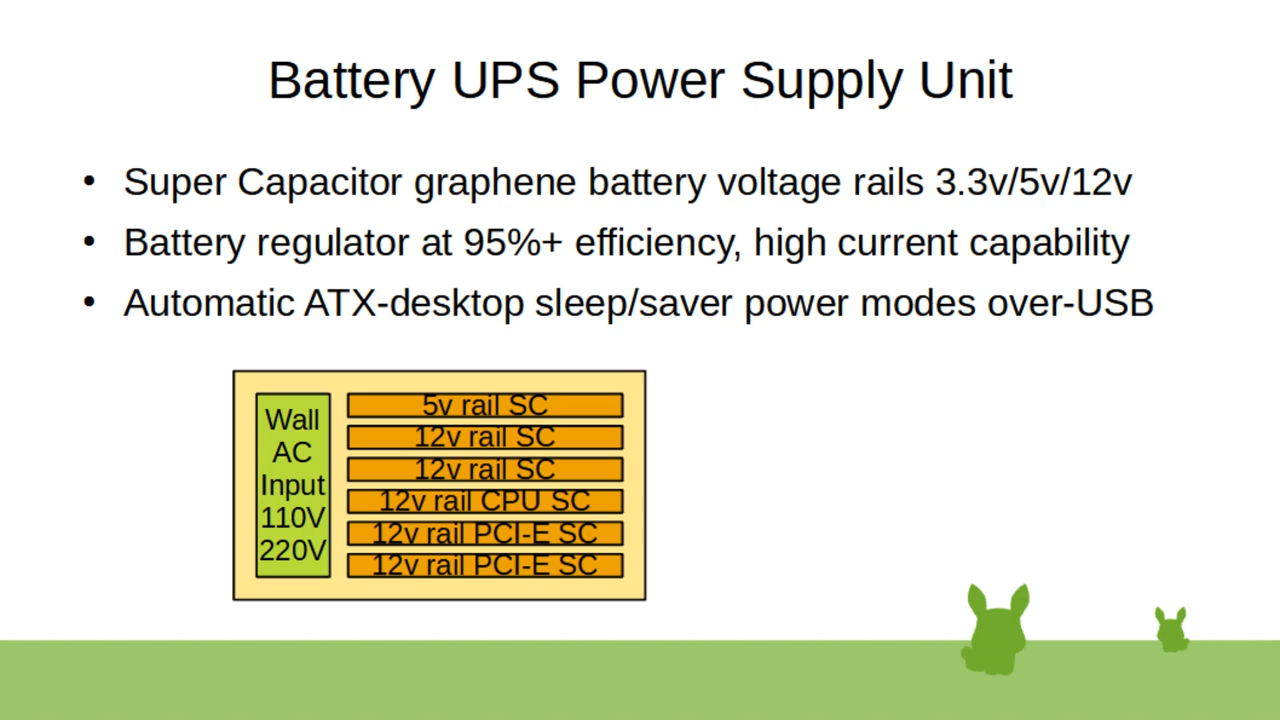 Battery UPS Power Supply Unit
• Super Capacitor graphene battery voltage rails 3.3v/5v/12v
• Battery regulator at 95%+ efficiency, high current capability
• Automatic ATX-desktop sleep/saver power modes over-USB
Wall
AC
Input
110V
220V
5v rail SC
12v rail SC
12v rail SC
12v rail CPU SC
12v rail PCI-E SC
12v rail PCI-E SC